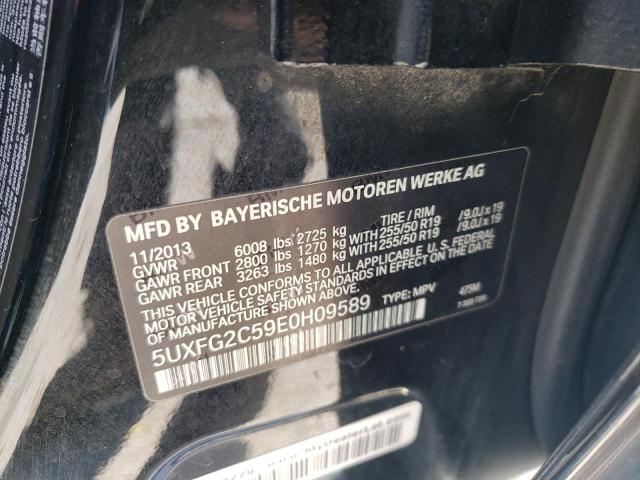 MFD BY BAYERISCHE MOTOREN WERKE AG
11/2013 TIRE / RIM
GVWR 6008 lbs 2725 kg
GAWR FRONT 2800 lbs 1270 kg WITH 255/50 R19 /9.0J x 19
GAWR REAR 3263 lbs 1480 kg WITH 255/50 R19 /9.0J x 19
THIS VEHICLE CONFORMS TO ALL APPLICABLE U.S. FEDERAL
MOTOR VEHICLE SAFETY STANDARDS IN EFFECT ON THE DATE
OF MANUFACTURE SHOWN ABOVE.
5UXFG2C59E0H09589 TYPE: MPV 475M